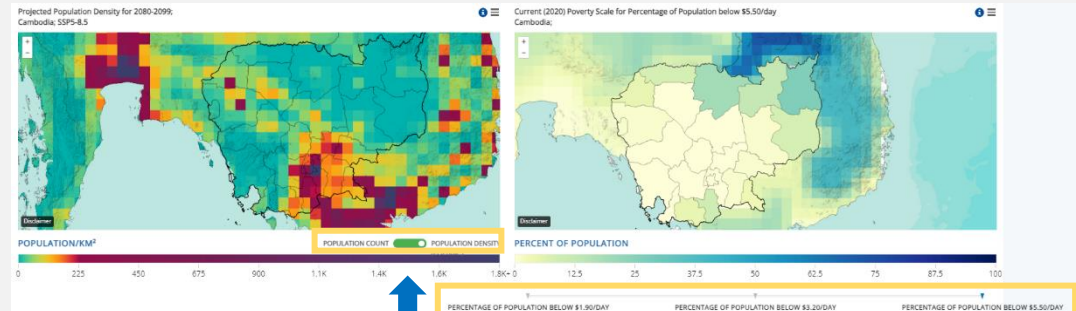 Projected Population Density for 2080-2099;
Cambodia; SSP5-8.5
Disclaimer
POPULATION/KM²
POPULATION COUNT POPULATION DENSITY
0 225 450 675 900 1.1K 1.4K 1.6K 1.8K+
Current (2020) Poverty Scale for Percentage of Population below $5.50/day
Cambodia;
Disclaimer
PERCENT OF POPULATION
0 12.5 25 37.5 50 62.5 75 87.5 100
PERCENTAGE OF POPULATION BELOW $1.90/DAY PERCENTAGE OF POPULATION BELOW $3.20/DAY PERCENTAGE OF POPULATION BELOW $5.50/DAY